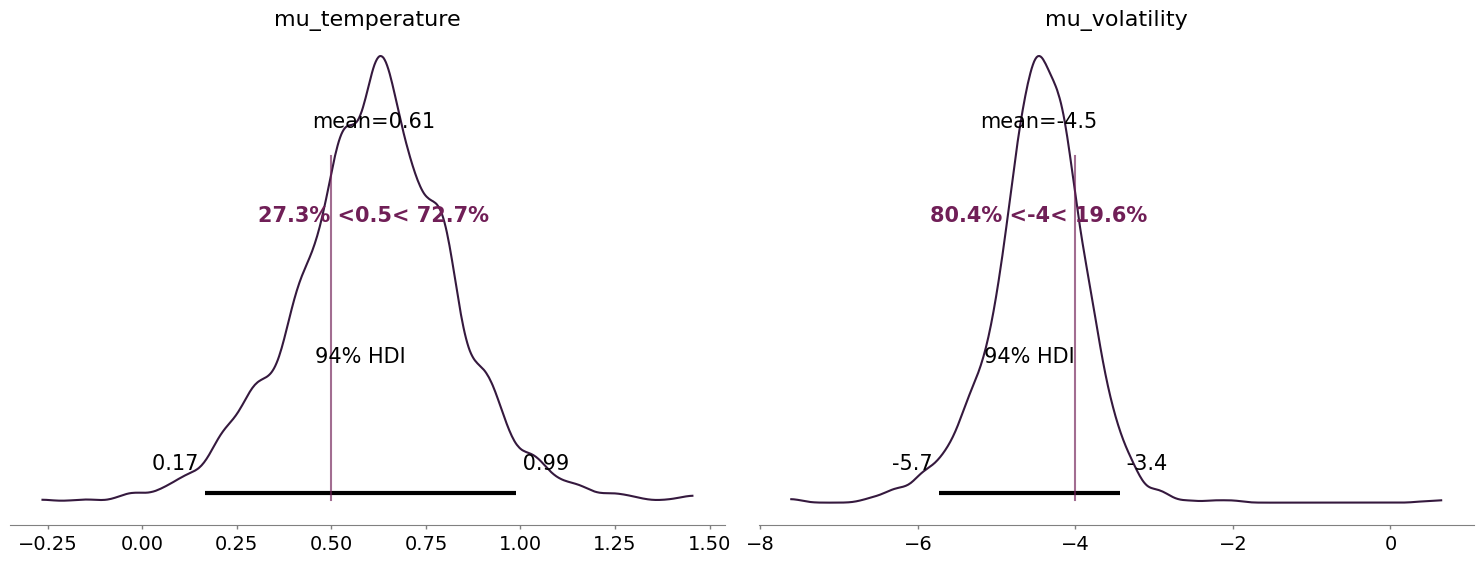 mu_temperature
mean=0.61
27.3% <0.5< 72.7%
94% HDI
0.17
0.99
−0.25 0.00 0.25 0.50 0.75 1.00 1.25 1.50
mu_volatility
mean=-4.5
80.4% <-4< 19.6%
94% HDI
-5.7
-3.4
−8 −6 −4 −2 0